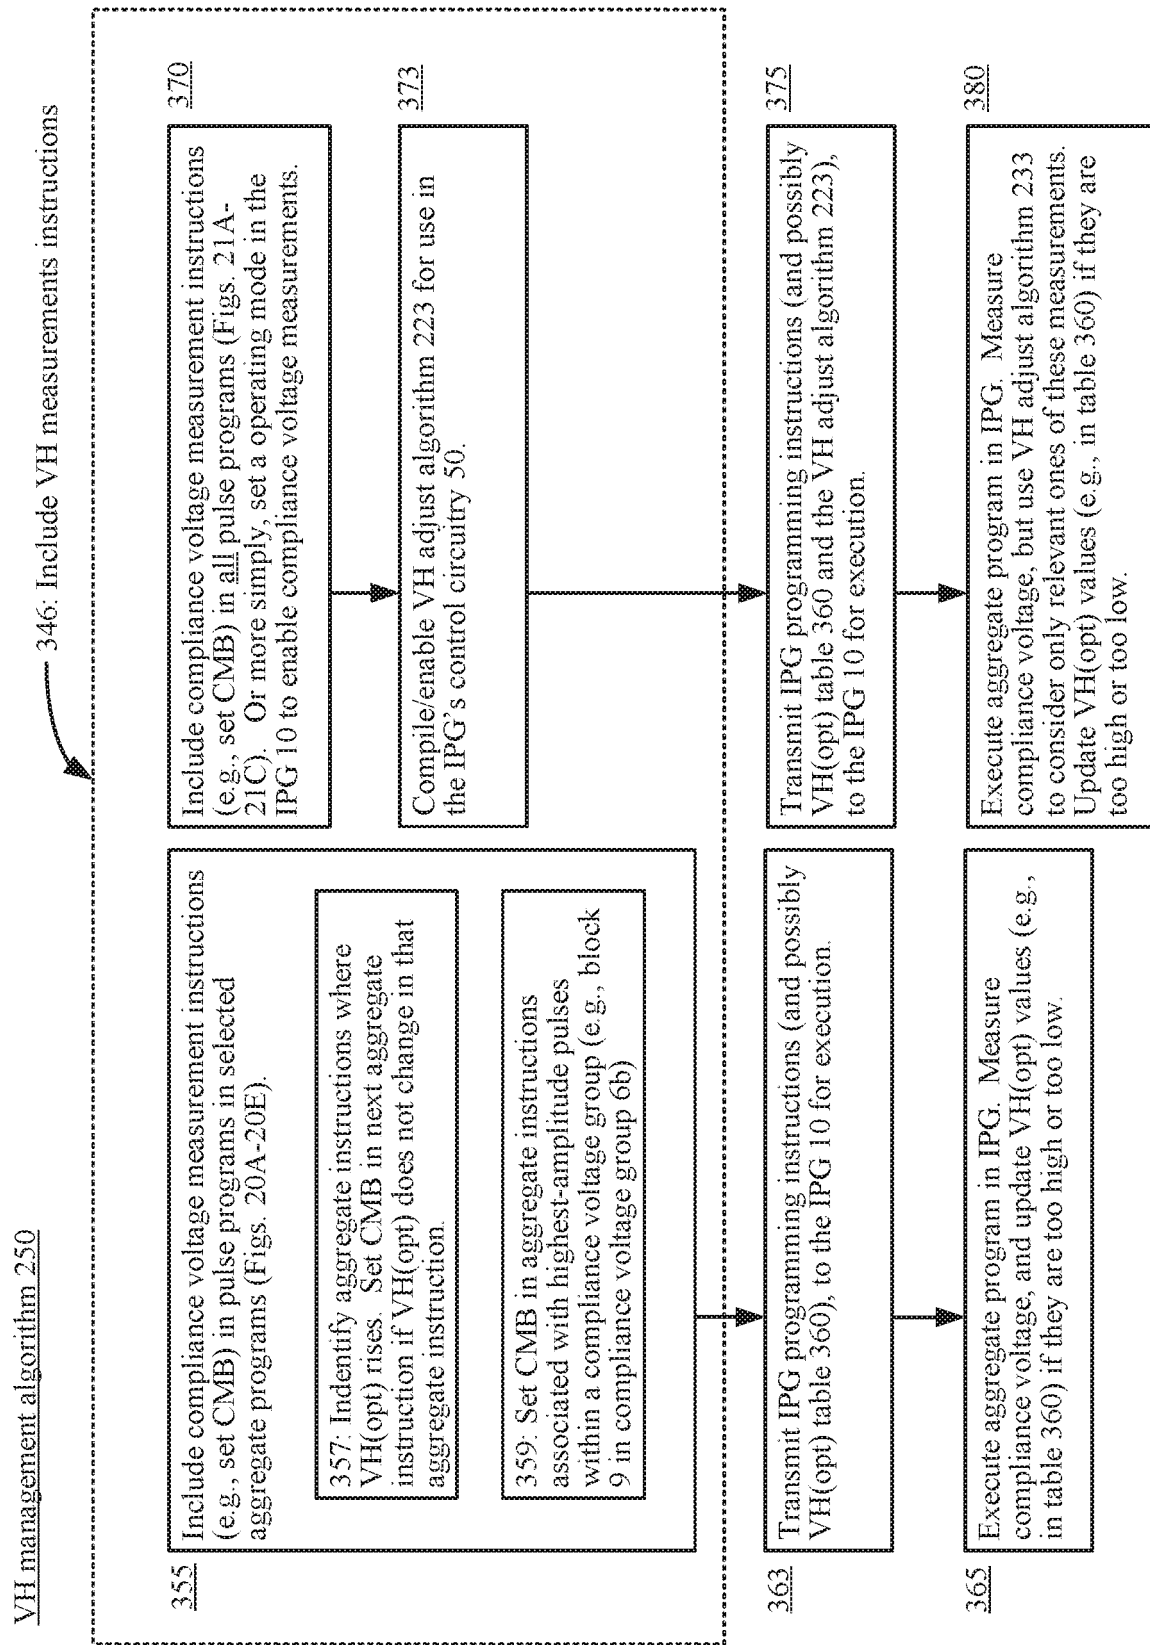 VH management algorithm 250
346: Include VH measurements instructions
355
Include compliance voltage measurement instructions
(e.g., set CMB) in pulse programs in selected
aggregate programs (Figs. 20A-20E).
357: Indentify aggregate instructions where
VH(opt) rises.  Set CMB in next aggregate
instruction if VH(opt) does not change in that
aggregate instruction.
359: Set CMB in aggregate instructions
associated with highest-amplitude pulses
within a compliance voltage group (e.g., block
9 in compliance voltage group 6b)
363
Transmit IPG programming instructions (and possibly
VH(opt) table 360), to the IPG 10 for execution.
365
Execute aggregate program in IPG.  Measure
compliance voltage, and update VH(opt) values (e.g.,
in table 360) if they are too high or too low.
370
Include compliance voltage measurement instructions
(e.g., set CMB) in all pulse programs (Figs. 21A-
21C).  Or more simply, set a operating mode in the
IPG 10 to enable compliance voltage measurements.
373
Compile/enable VH adjust algorithm 223 for use in
the IPG's control circuitry 50.
375
Transmit IPG programming instructions (and possibly
VH(opt) table 360 and the VH adjust algorithm 223),
to the IPG 10 for execution.
380
Execute aggregate program in IPG.  Measure
compliance voltage, but use VH adjust algorithm 233
to consider only relevant ones of these measurements.
Update VH(opt) values (e.g., in table 360) if they are
too high or too low.